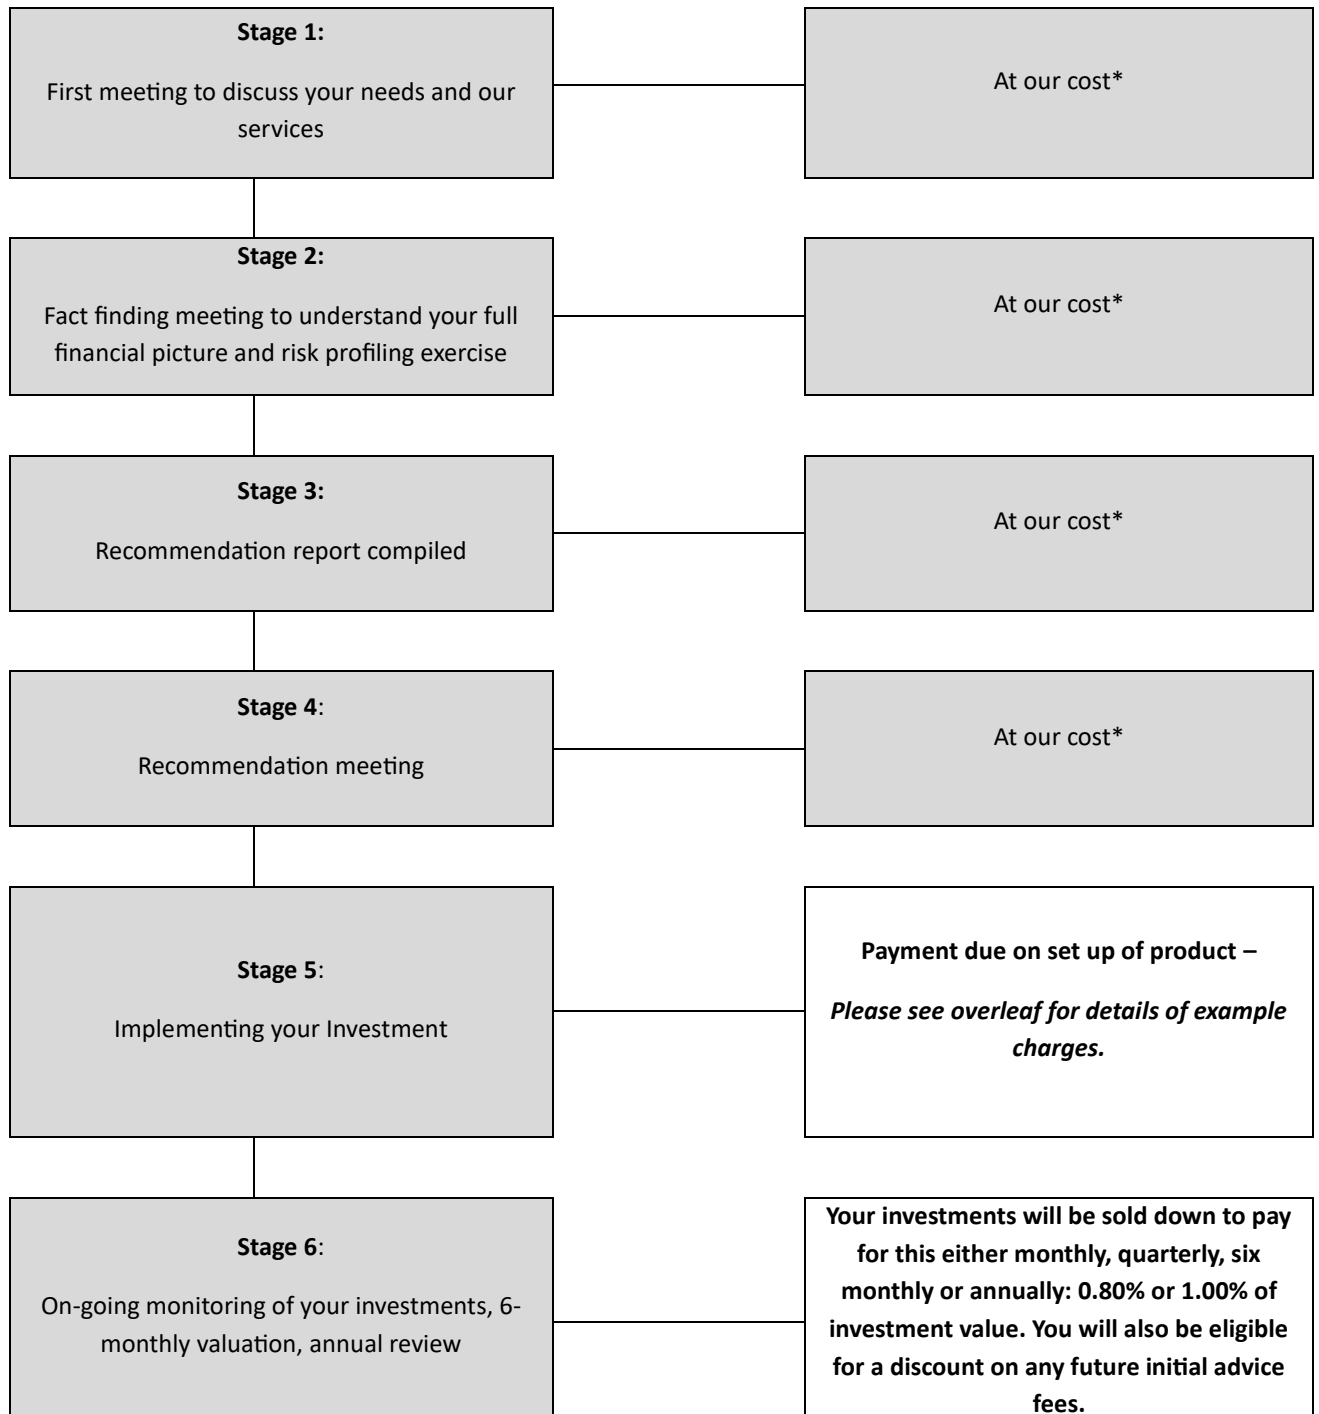 Stage 1:
First meeting to discuss your needs and our
services
At our cost*
Stage 2:
Fact finding meeting to understand your full
financial picture and risk profiling exercise
At our cost*
Stage 3:
Recommendation report compiled
At our cost*
Stage 4:
Recommendation meeting
At our cost*
Stage 5:
Implementing your Investment
Payment due on set up of product –
Please see overleaf for details of example
charges.
Stage 6:
On-going monitoring of your investments, 6-
monthly valuation, annual review
Your investments will be sold down to pay
for this either monthly, quarterly, six
monthly or annually: 0.80% or 1.00% of
investment value. You will also be eligible
for a discount on any future initial advice
fees.